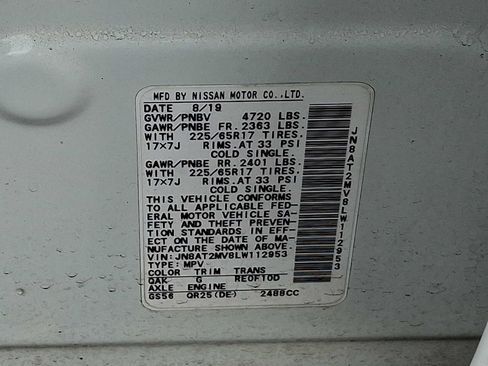 MFD BY NISSAN MOTOR CO.,LTD.
DATE 8/19
GVWR/PNBV 4720 LBS.
GAWR/PNBE FR. 2363 LBS.
WITH 225/65R17 TIRES.
17x7J RIMS.AT 33 PSI
COLD SINGLE.
GAWR/PNBE RR. 2401 LBS.
WITH 225/65R17 TIRES.
17x7J RIMS.AT 33 PSI
COLD SINGLE.
THIS VEHICLE CONFORMS
TO ALL APPLICABLE FED-
ERAL MOTOR VEHICLE SA-
FETY AND THEFT PREVEN-
TION STANDARDS IN EFF-
ECT ON THE DATE OF MA-
NUFACTURE SHOWN ABOVE.
VIN:JN8AT2MV8LW112953
TYPE: MPV
COLOR TRIM TRANS
QAK G RE0F10D
AXLE ENGINE
GS56 QR25(DE) 2488CC
JN8AT2MV8LW112953